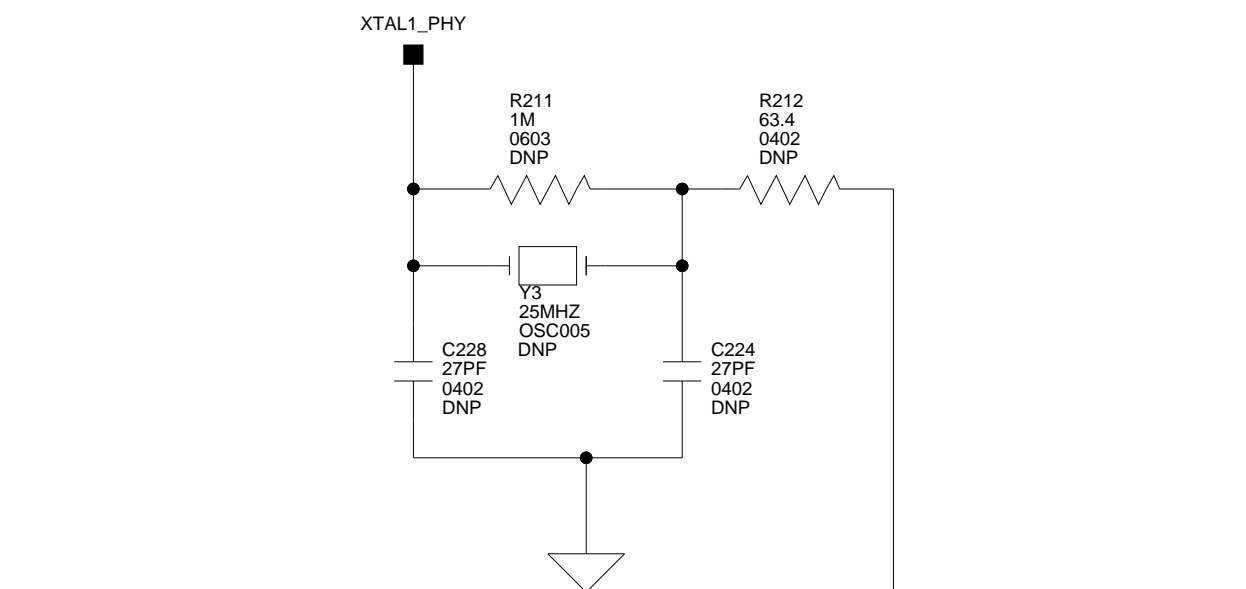 XTAL1_PHY
R211
1M
0603
DNP
R212
63.4
0402
DNP
Y3
25MHZ
OSC005
DNP
C228
27PF
0402
DNP
C224
27PF
0402
DNP